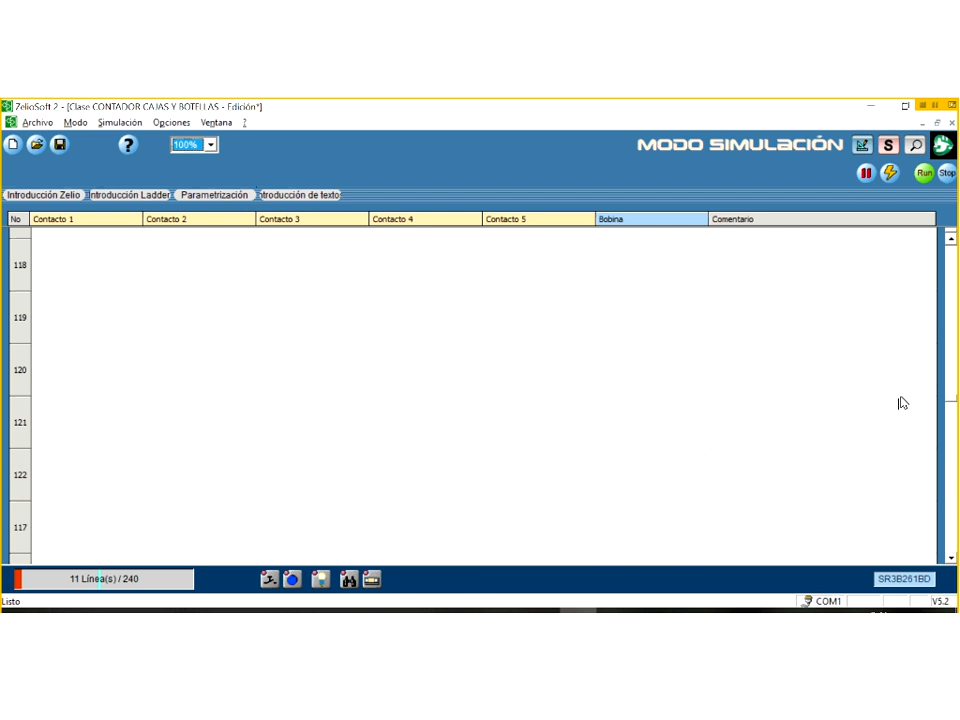 ZelioSoft 2 - [Clase CONTADOR CAJAS Y BOTELLAS - Edición*]
Archivo Modo Simulación Opciones Ventana ?
? 100% MODO SIMULACIÓN S
Run Stop
Introducción Zelio Introducción Ladder Parametrización ntroducción de textos
No Contacto 1 Contacto 2 Contacto 3 Contacto 4 Contacto 5 Bobina Comentario
118
119
120
121
122
117
11 Línea(s) / 240 SR3B261BD
Listo COM1 V5.2